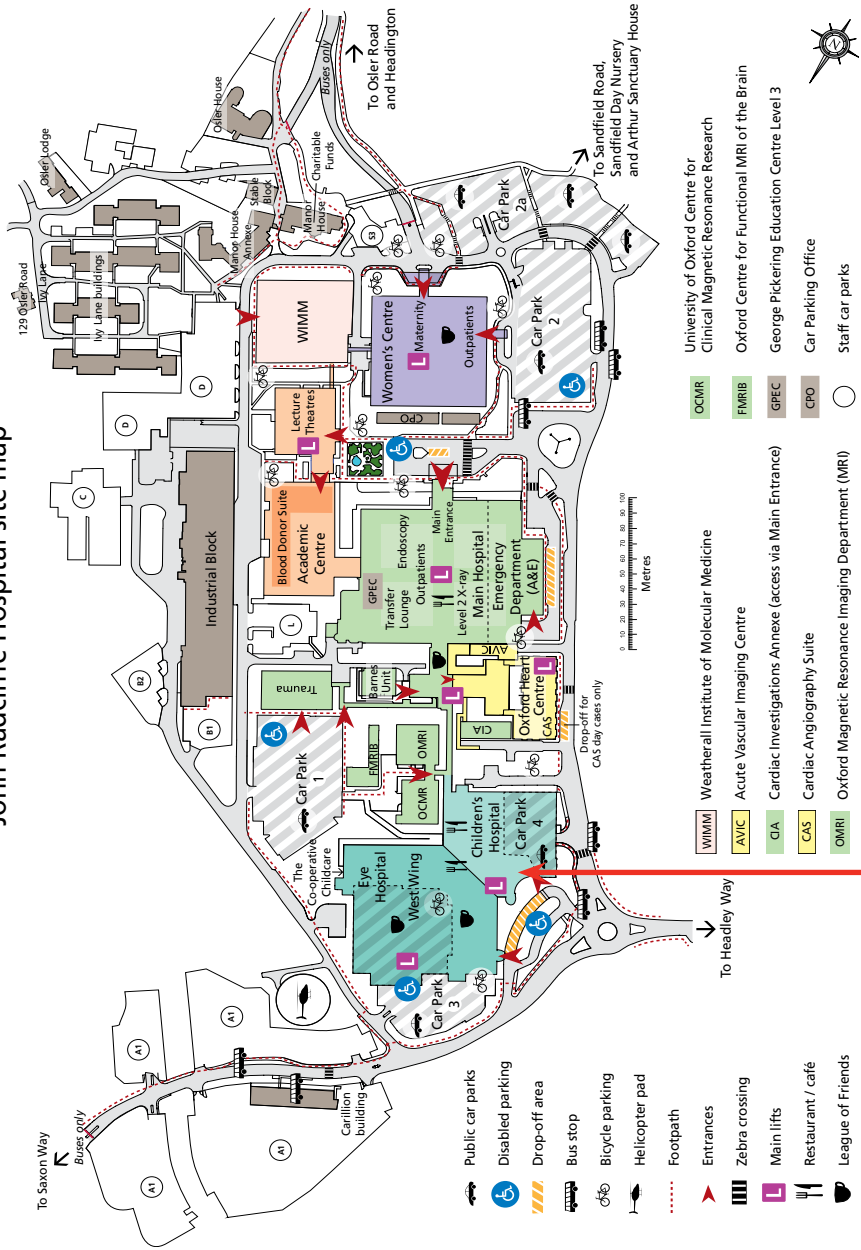 John Radcliffe Hospital site map
To Saxon Way
Buses only
A1
A1
A1
A1
A1
Carillion
building
129 Osler Road
Ivy Lane
Ivy Lane buildings
Osler Lodge
Osler House
Manor House
Annexe
Stable
Block
Manor
House
Charitable
Funds
Buses only
To Osler Road
and Headington
To Sandfield Road,
Sandfield Day Nursery
and Arthur Sanctuary House
To Headley Way
B1
B2
C
D
D
L
S3
Industrial Block
The
Co-operative
Childcare
Car Park
1
Trauma
Barnes
Unit
FMRIB
OMRI
OCMR
Eye
Hospital
West Wing
Car Park
3
Children's
Hospital
Car Park
4
CIA
Oxford Heart
Centre
CAS
AVIC
Drop-off for
CAS day cases only
Blood Donor Suite
Academic
Centre
Lecture
Theatres
WIMM
GPEC
Transfer
Lounge
Endoscopy
Outpatients
Level 2 X-ray
Main
Entrance
Main Hospital
Emergency
Department
(A&E)
Women's Centre
Maternity
Outpatients
CPO
Car Park
2
Car Park
2a
N
0 10 20 30 40 50 60 70 80 90 100
Metres
L
L
L
L
L
L
L
Public car parks
Disabled parking
Drop-off area
Bus stop
Bicycle parking
Helicopter pad
Footpath
Entrances
Zebra crossing
L Main lifts
Restaurant / café
League of Friends
WIMM Weatherall Institute of Molecular Medicine
AVIC Acute Vascular Imaging Centre
CIA Cardiac Investigations Annexe (access via Main Entrance)
CAS Cardiac Angiography Suite
OMRI Oxford Magnetic Resonance Imaging Department (MRI)
OCMR University of Oxford Centre for
Clinical Magnetic Resonance Research
FMRIB Oxford Centre for Functional MRI of the Brain
GPEC George Pickering Education Centre Level 3
CPO Car Parking Office
Staff car parks